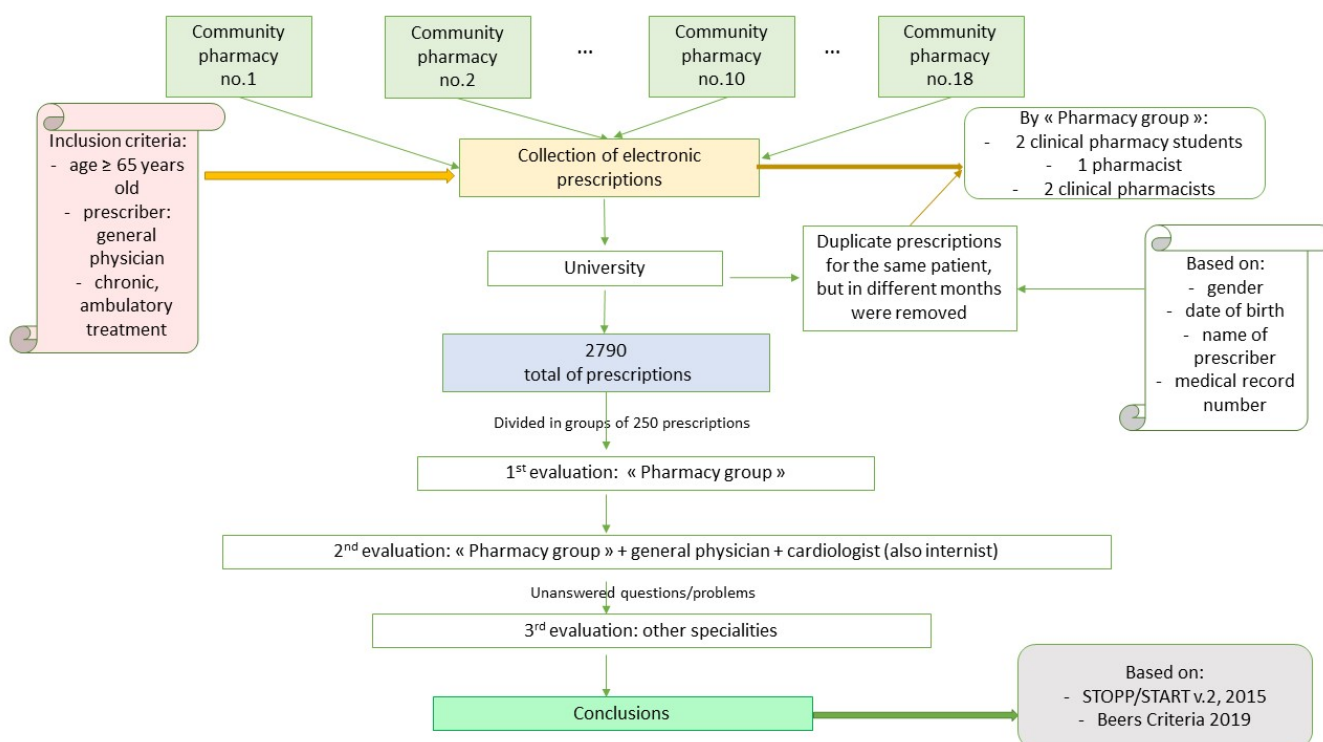 Community
pharmacy
no.1
Community
pharmacy
no.2
...
Community
pharmacy
no.10
...
Community
pharmacy
no.18
Inclusion criteria:
- age ≥ 65 years
old
- prescriber:
general
physician
- chronic,
ambulatory
treatment
Collection of electronic
prescriptions
By « Pharmacy group »:
- 2 clinical pharmacy students
- 1 pharmacist
- 2 clinical pharmacists
University
Duplicate prescriptions
for the same patient,
but in different months
were removed
Based on:
- gender
- date of birth
- name of
prescriber
- medical record
number
2790
total of prescriptions
Divided in groups of 250 prescriptions
1st evaluation: « Pharmacy group »
2nd evaluation: « Pharmacy group » + general physician + cardiologist (also internist)
Unanswered questions/problems
3rd evaluation: other specialities
Conclusions
Based on:
- STOPP/START v.2, 2015
- Beers Criteria 2019